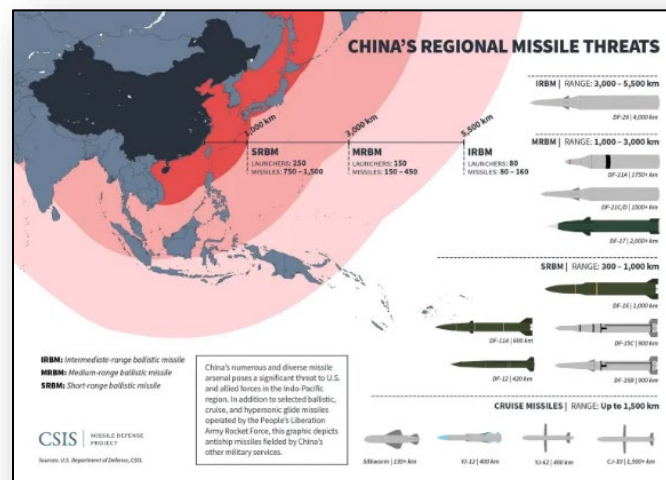 CHINA'S REGIONAL MISSILE THREATS
IRBM | RANGE: 3,000 – 5,500 km
DF-26 | 4,000 km
1,000 km
3,000 km
5,500 km
SRBM
LAUNCHERS: 250
MISSILES: 750 – 1,500
MRBM
LAUNCHERS: 150
MISSILES: 150 – 450
IRBM
LAUNCHERS: 80
MISSILES: 80 – 160
MRBM | RANGE: 1,000 – 3,000 km
DF-21A | 1750+ km
DF-21C/D | 1500+ km
DF-17 | 2,000+ km
SRBM | RANGE: 300 – 1,000 km
DF-16 | 1,000 km
DF-11A | 600 km
DF-15C | 900 km
DF-12 | 420 km
DF-15B | 900 km
CRUISE MISSILES | RANGE: Up to 1,500 km
Silkworm | 130+ km
YJ-12 | 400 km
YJ-62 | 400 km
CJ-10 | 1,500+ km
IRBM: Intermediate-range ballistic missile
MRBM: Medium-range ballistic missile
SRBM: Short-range ballistic missile
China's numerous and diverse missile
arsenal poses a significant threat to U.S.
and allied forces in the Indo-Pacific
region. In addition to selected ballistic,
cruise, and hypersonic glide missiles
operated by the People's Liberation
Army Rocket Force, this graphic depicts
antiship missiles fielded by China's
other military services.
CSIS | MISSILE DEFENSE
PROJECT
Sources: U.S. Department of Defense, CSIS.